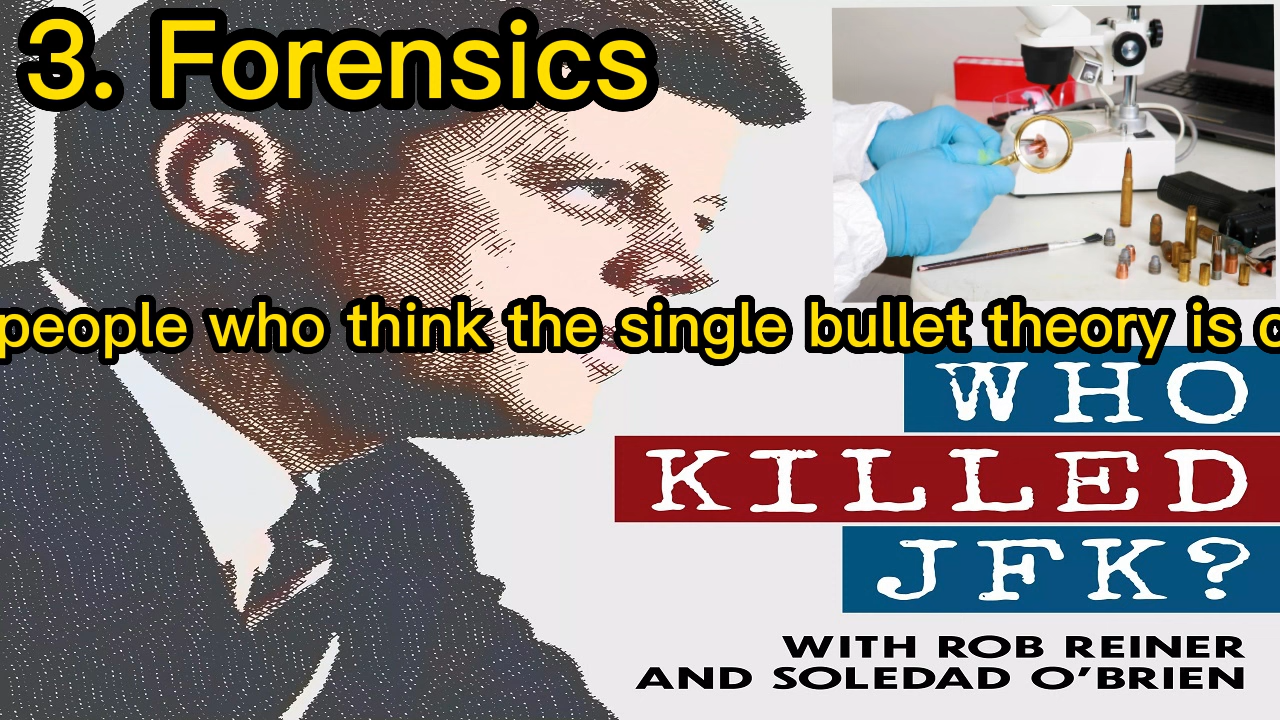 3. Forensics
people who think the single bullet theory is
WHO
KILLED
JFK?
WITH ROB REINER
AND SOLEDAD O'BRIEN